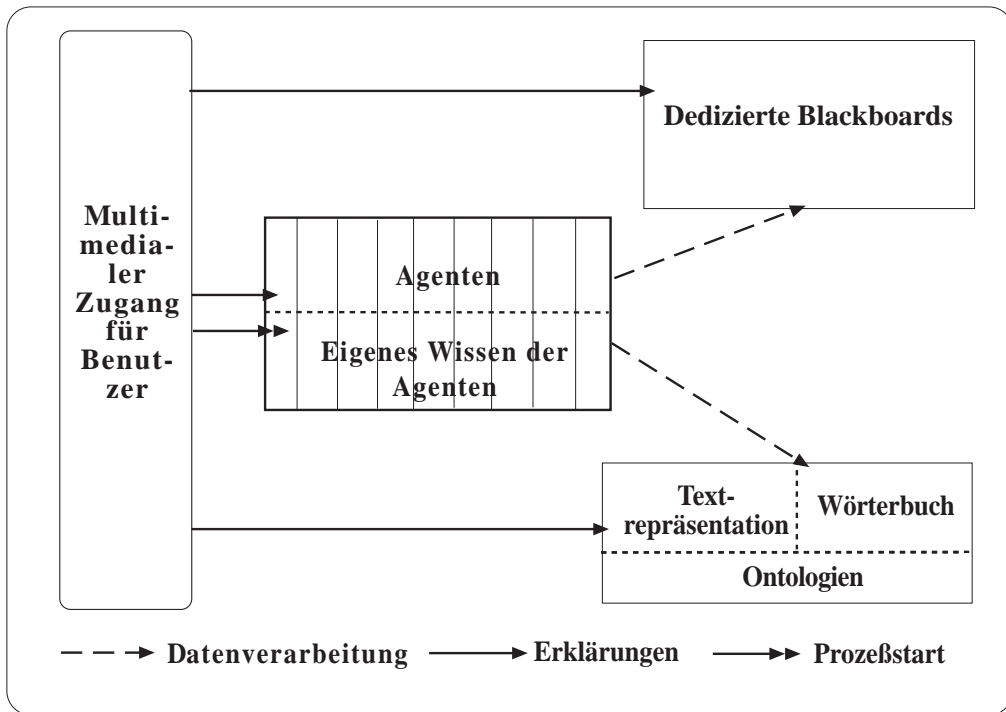 Multi-
media-
ler
Zugang
für
Benut-
zer
Dedizierte Blackboards
Agenten
Eigenes Wissen der
Agenten
Text-
repräsentation
Wörterbuch
Ontologien
Datenverarbeitung
Erklärungen
Prozeßstart